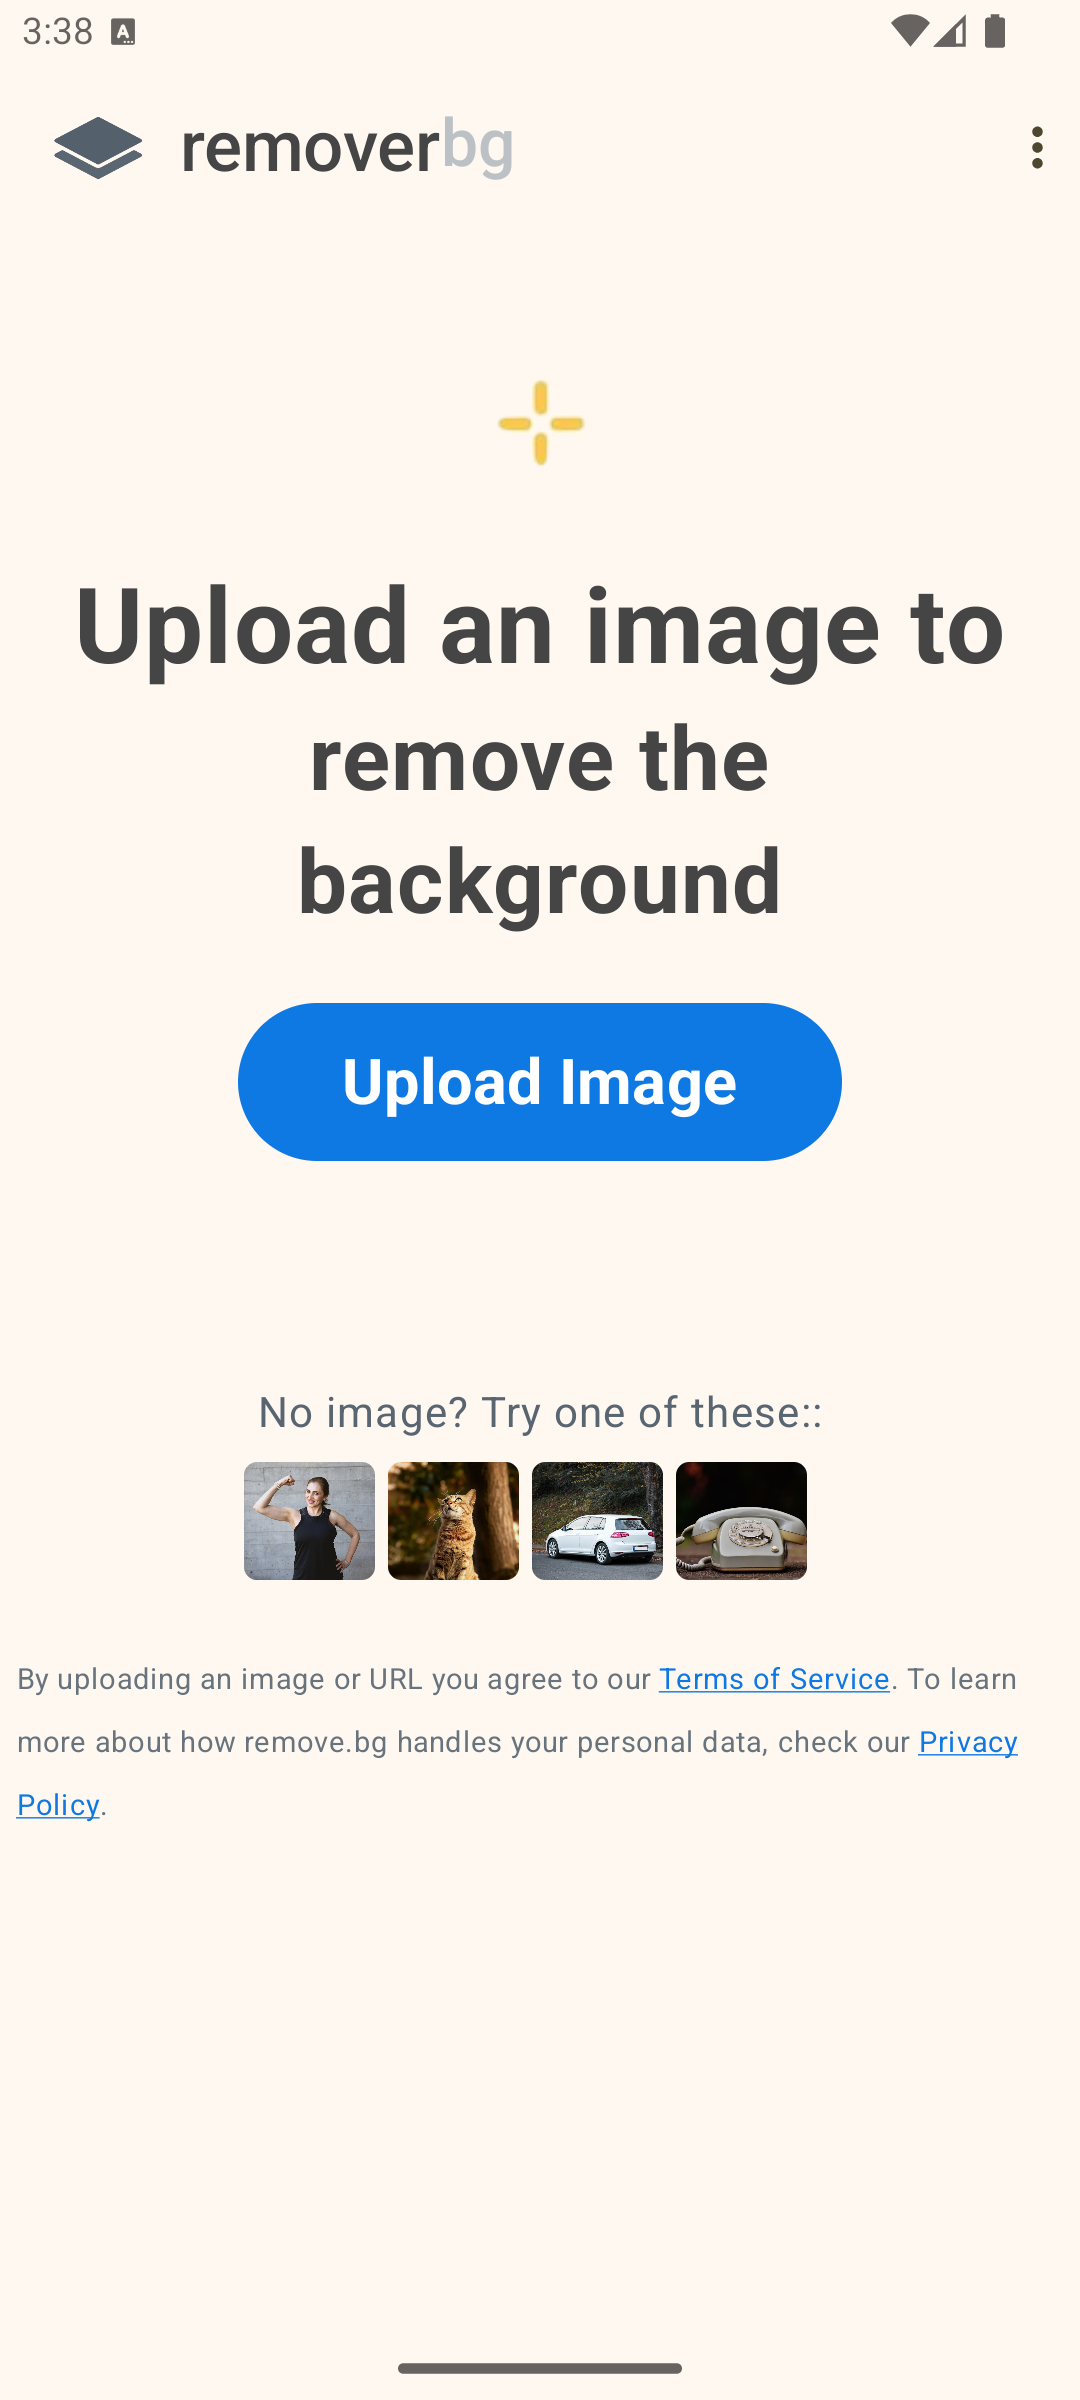 3:38
removerbg
Upload an image to
remove the
background
Upload Image
No image? Try one of these::
By uploading an image or URL you agree to our Terms of Service. To learn
more about how remove.bg handles your personal data, check our Privacy
Policy.